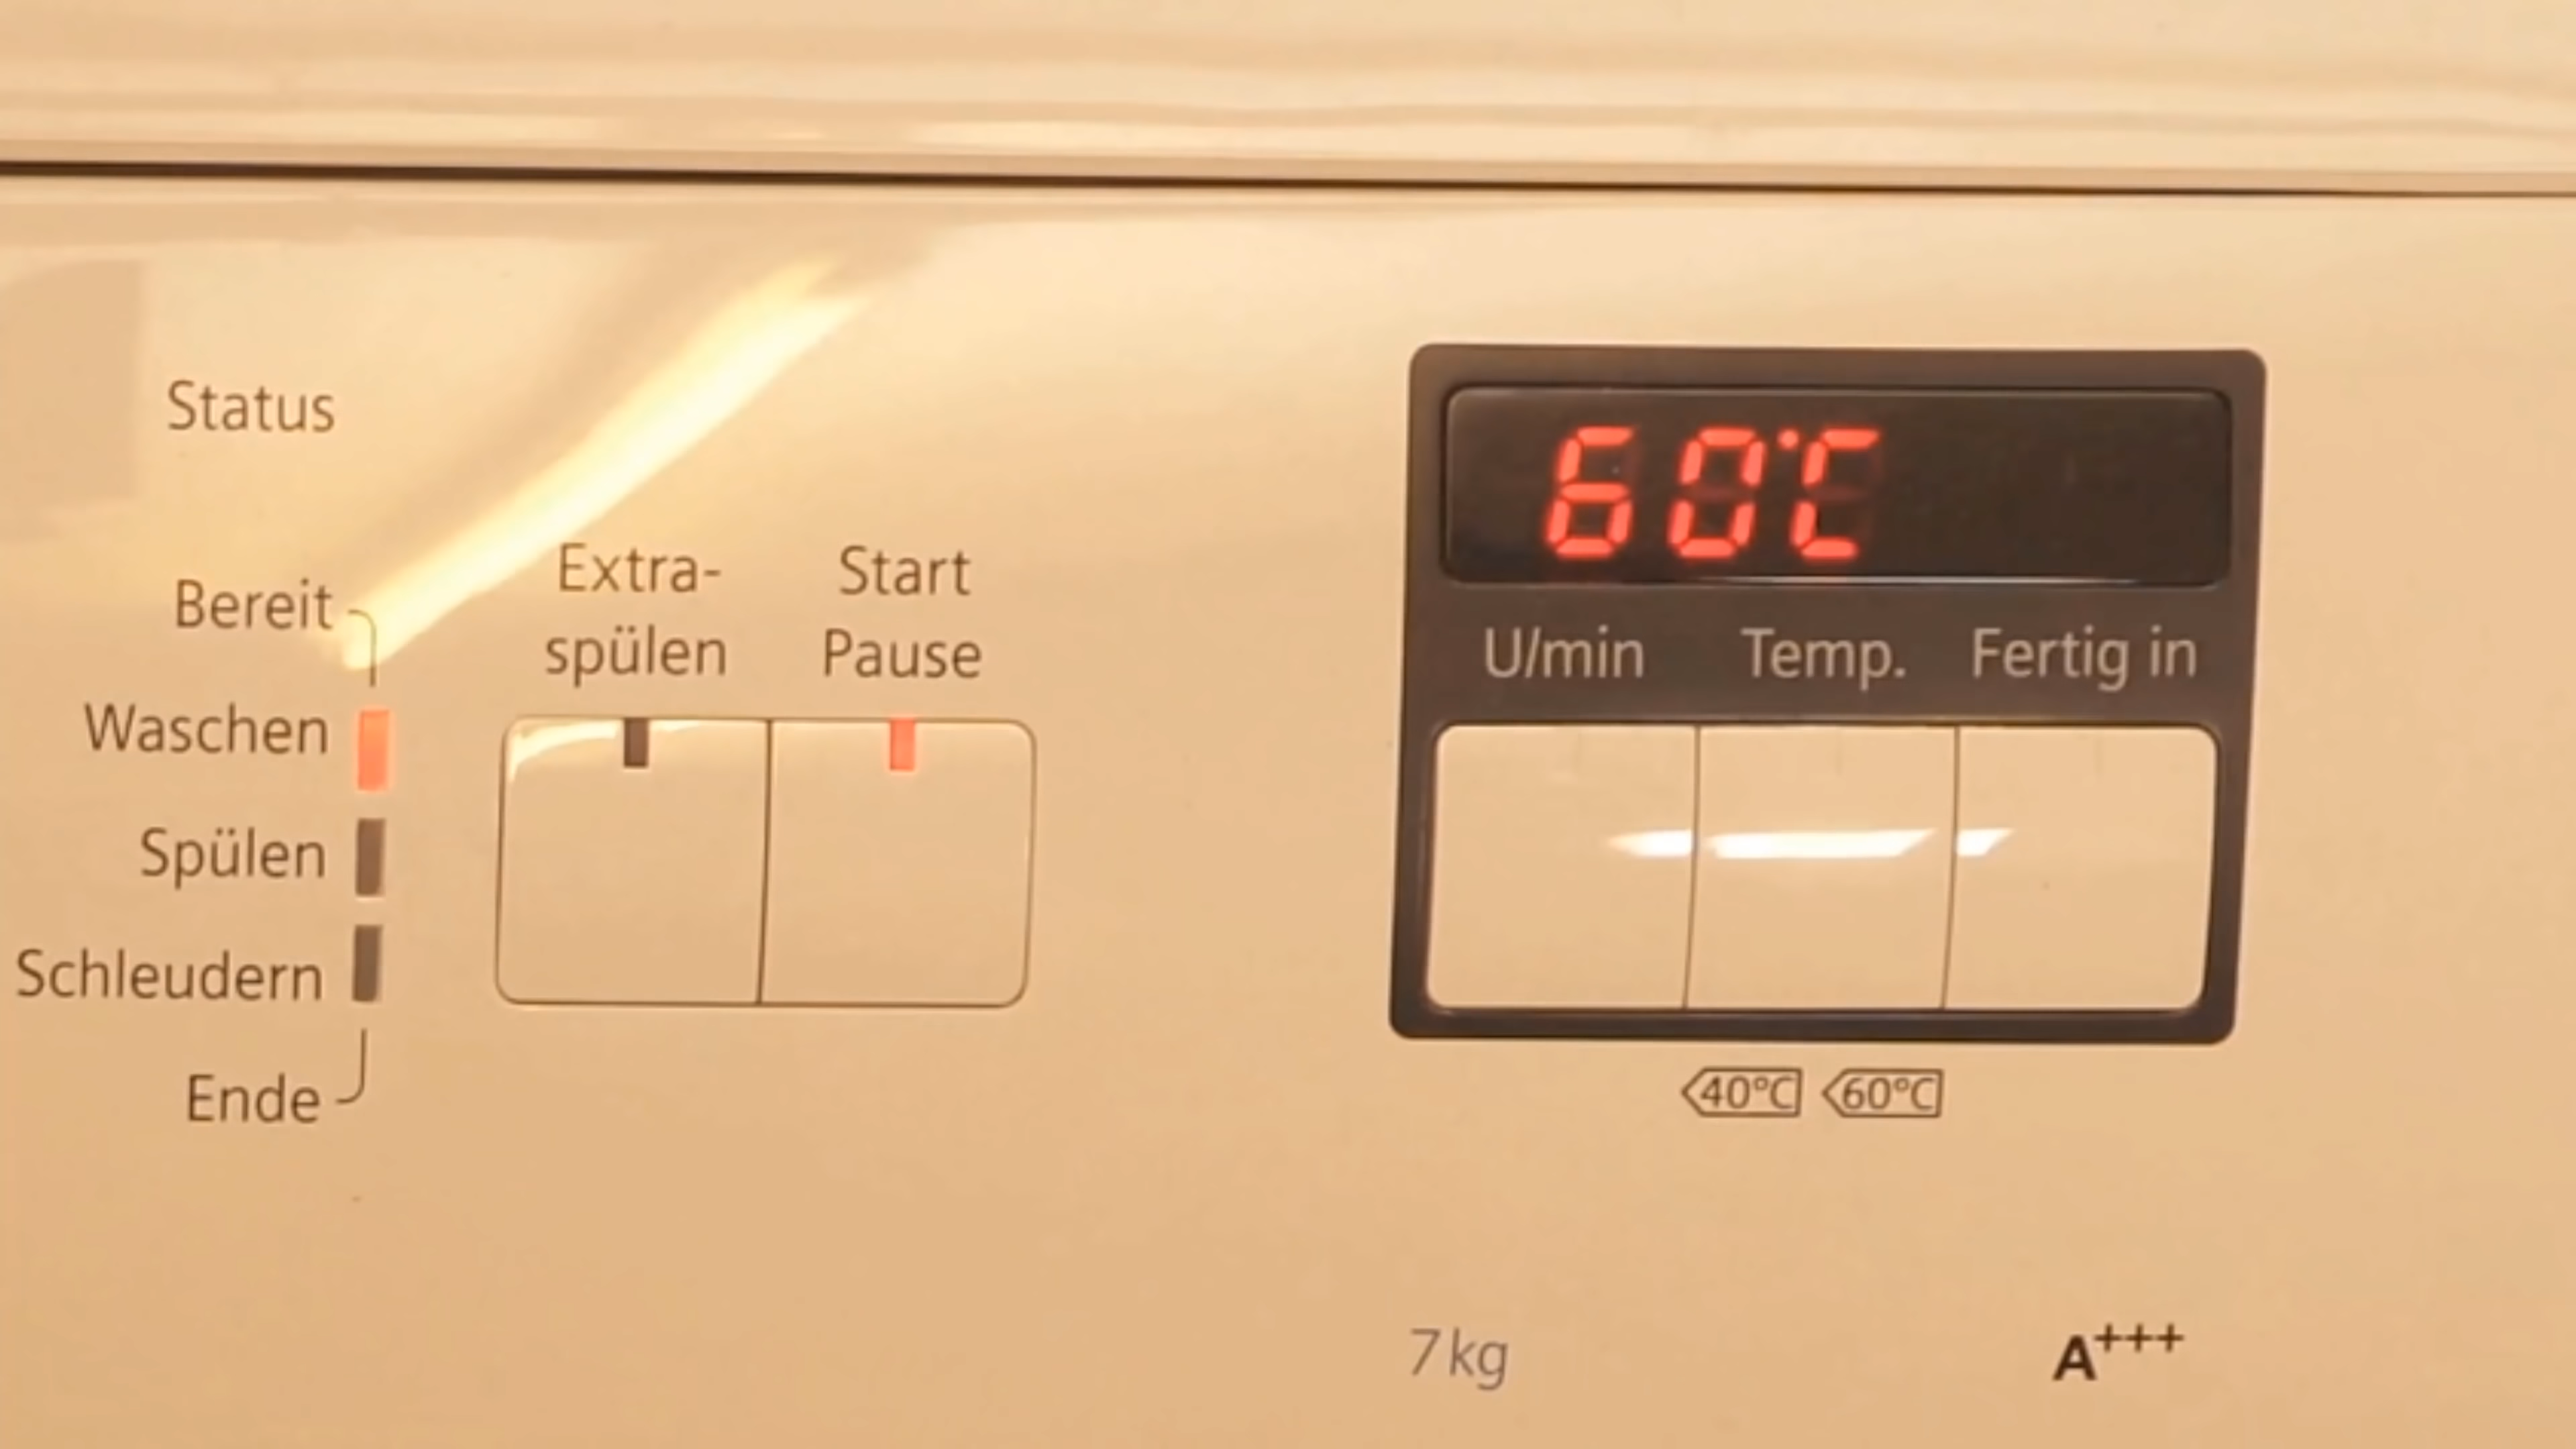 Status
Bereit
Waschen
Spülen
Schleudern
Ende
Extra-
spülen
Start
Pause
60°C
U/min Temp. Fertig in
40°C 60°C
7kg
A+++